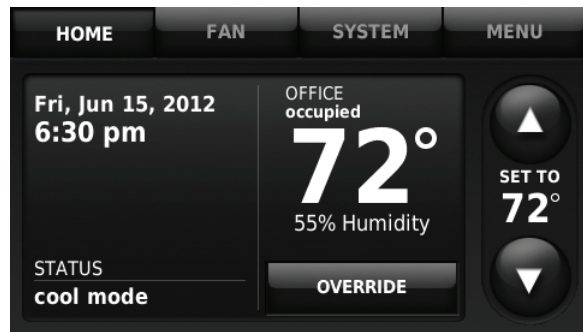 HOME
FAN
SYSTEM
MENU
Fri, Jun 15, 2012
6:30 pm
STATUS
cool mode
OFFICE
occupied
72°
55% Humidity
OVERRIDE
SET TO
72°